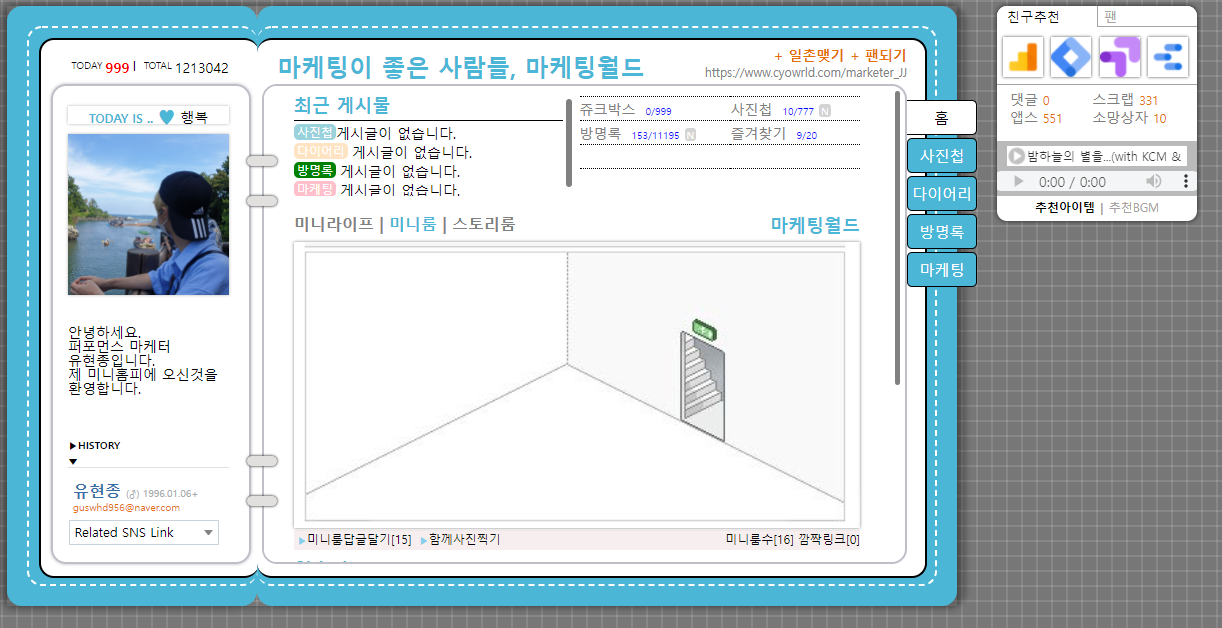 TODAY 999 | TOTAL 1213042
마케팅이 좋은 사람들, 마케팅월드
+ 일촌맺기 + 팬되기
https://www.cyowrld.com/marketer_JJ
TODAY IS .. 행복
안녕하세요.
퍼포먼스 마케터
유현종입니다.
제 미니홈피에 오신것을
환영합니다.
HISTORY
유현종 (♂) 1996.01.06+
guswhd956@naver.com
Related SNS Link
최근 게시물
사진첩 게시글이 없습니다.
다이어리 게시글이 없습니다.
방명록 게시글이 없습니다.
마케팅 게시글이 없습니다.
쥬크박스 0/999 사진첩 10/777 N
방명록 153/11195 N 즐겨찾기 9/20
미니라이프 | 미니룸 | 스토리룸
마케팅월드
미니룸답글달기[15] 함께사진찍기
미니룸수[16] 깜짝링크[0]
홈
사진첩
다이어리
방명록
마케팅
친구추천 팬
댓글 0 스크랩 331
앱스 551 소망상자 10
밤하늘의 별을...(with KCM &
0:00 / 0:00
추천아이템 | 추천BGM